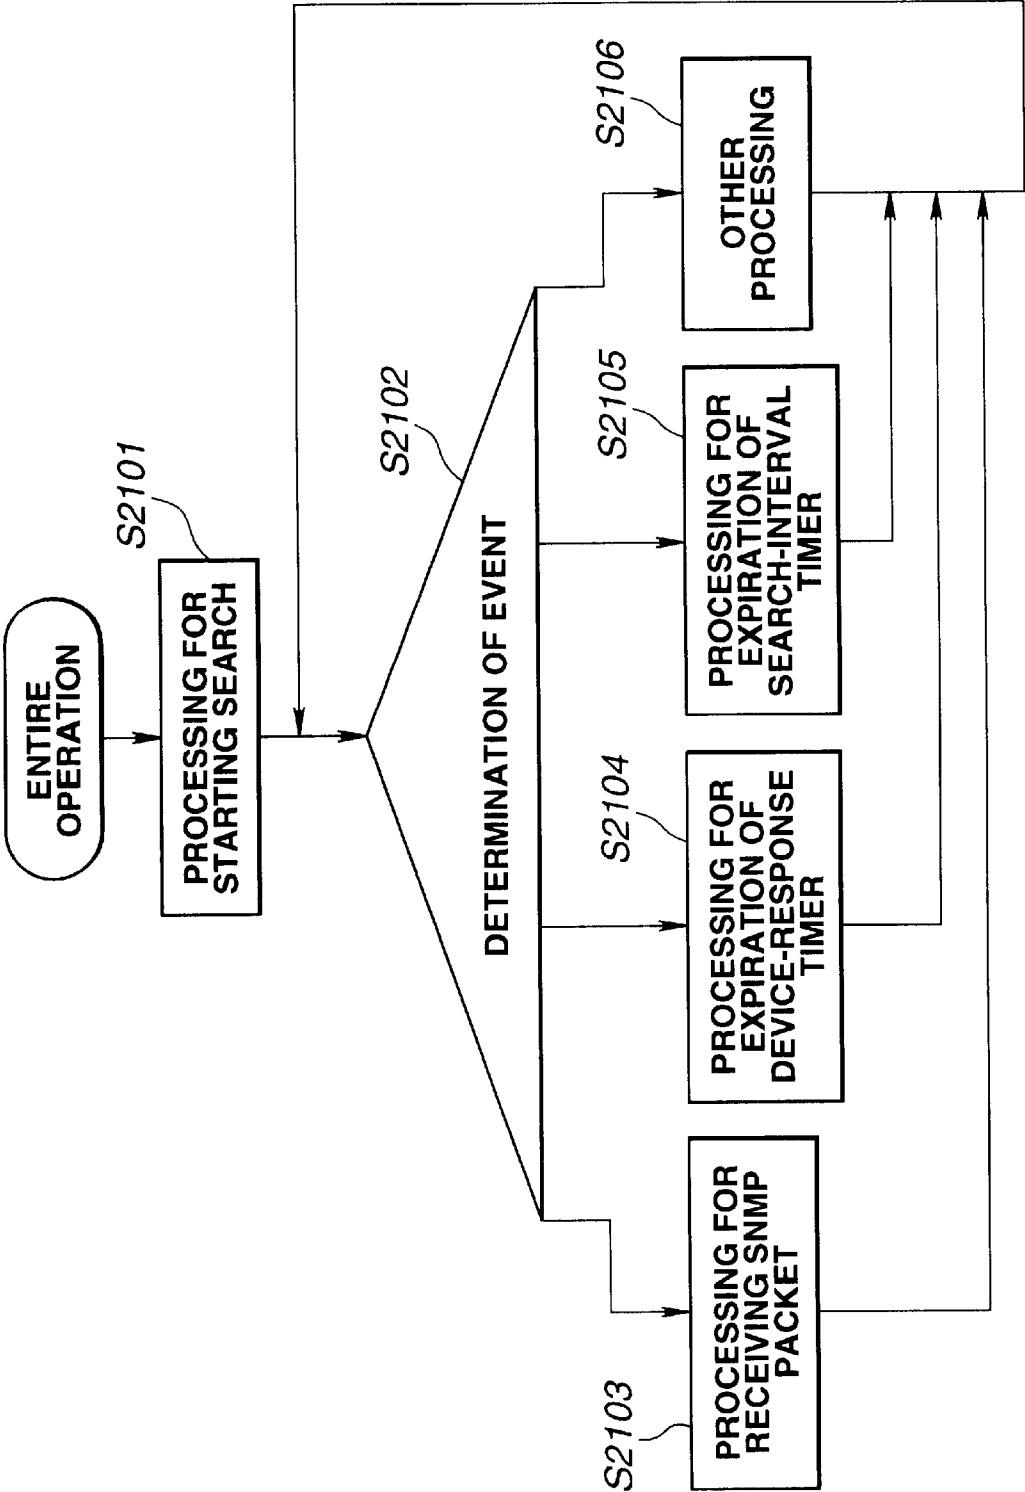 ENTIRE
OPERATION
S2101
PROCESSING FOR
STARTING SEARCH
S2102
DETERMINATION OF EVENT
S2103
PROCESSING FOR
RECEIVING SNMP
PACKET
S2104
PROCESSING FOR
EXPIRATION OF
DEVICE-RESPONSE
TIMER
S2105
PROCESSING FOR
EXPIRATION OF
SEARCH-INTERVAL
TIMER
S2106
OTHER
PROCESSING